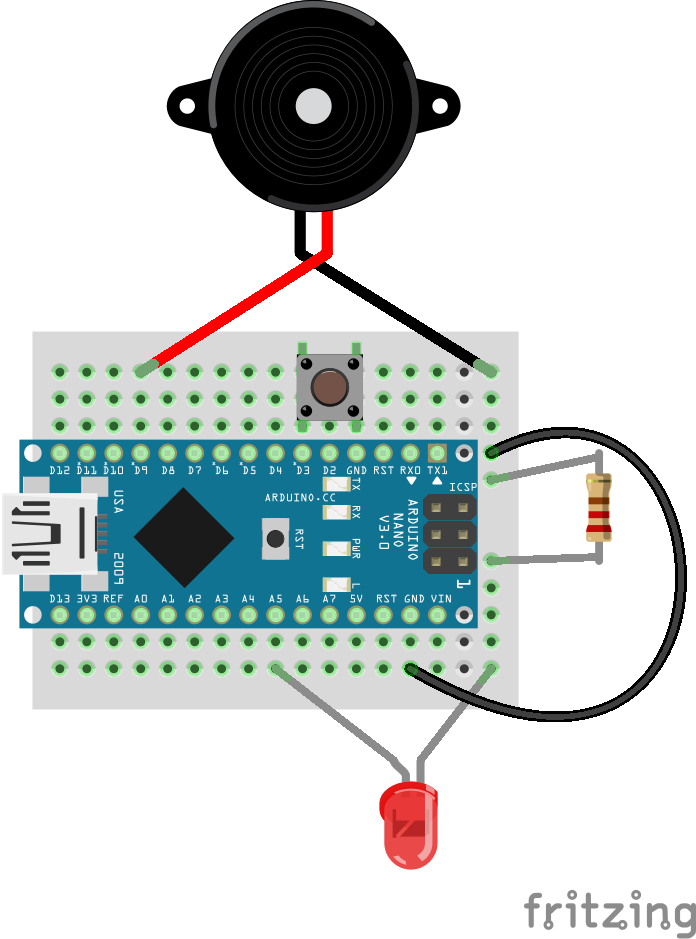 D12 D11 D10 D9 D8 D7 D6 D5 D4 D3 D2 GND RST RX0 TX1
TX
ICSP
ARDUINO.CC
USA
RX
ARDUINO
NANO
V3.0
RST
PWR
2009
L
1
D13 3V3 REF A0 A1 A2 A3 A4 A5 A6 A7 5V RST GND VIN
fritzing